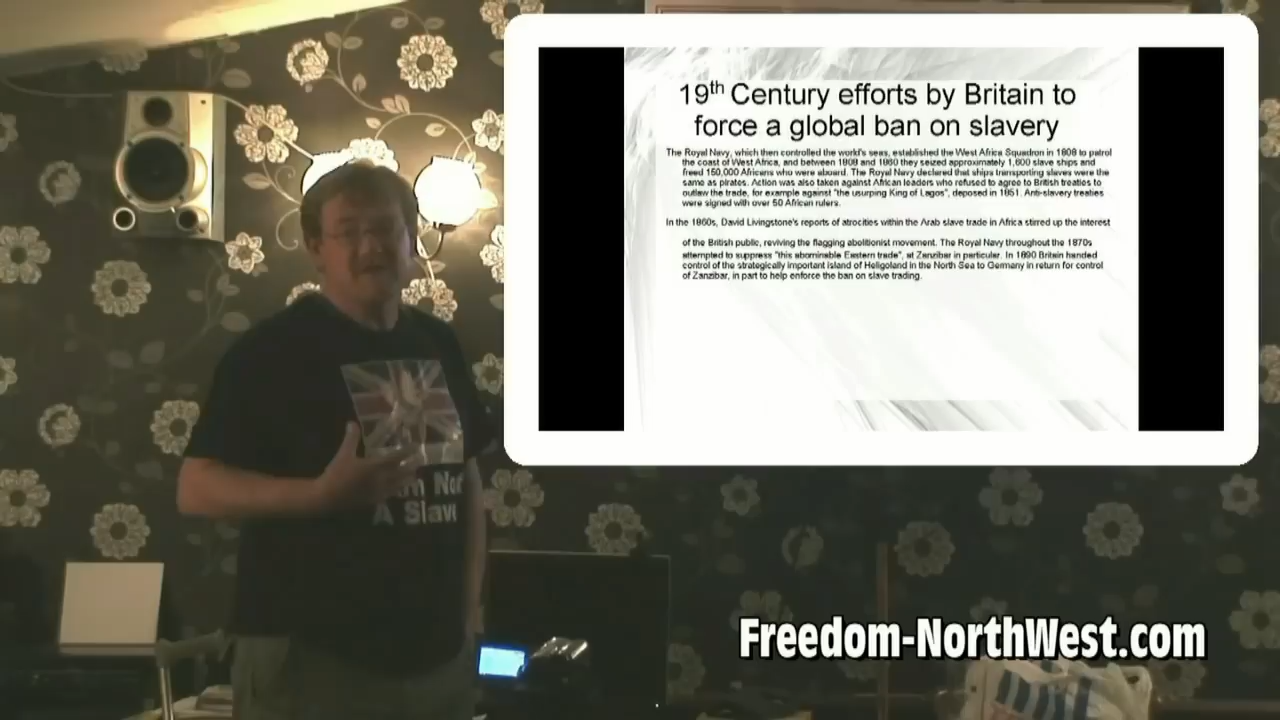 19th Century efforts by Britain to
force a global ban on slavery
The Royal Navy, which then controlled the world's seas, established the West Africa Squadron in 1808 to patrol
the coast of West Africa, and between 1808 and 1860 they seized approximately 1,600 slave ships and
freed 150,000 Africans who were aboard. The Royal Navy declared that ships transporting slaves were the
same as pirates. Action was also taken against African leaders who refused to agree to British treaties to
outlaw the trade, for example against "the usurping King of Lagos", deposed in 1851. Anti-slavery treaties
were signed with over 50 African rulers.
In the 1860s, David Livingstone's reports of atrocities within the Arab slave trade in Africa stirred up the interest
of the British public, reviving the flagging abolitionist movement. The Royal Navy throughout the 1870s
attempted to suppress "this abominable Eastern trade", at Zanzibar in particular. In 1890 Britain handed
control of the strategically important island of Heligoland in the North Sea to Germany in return for control
of Zanzibar, in part to help enforce the ban on slave trading.
Not
A Slave
Freedom-NorthWest.com